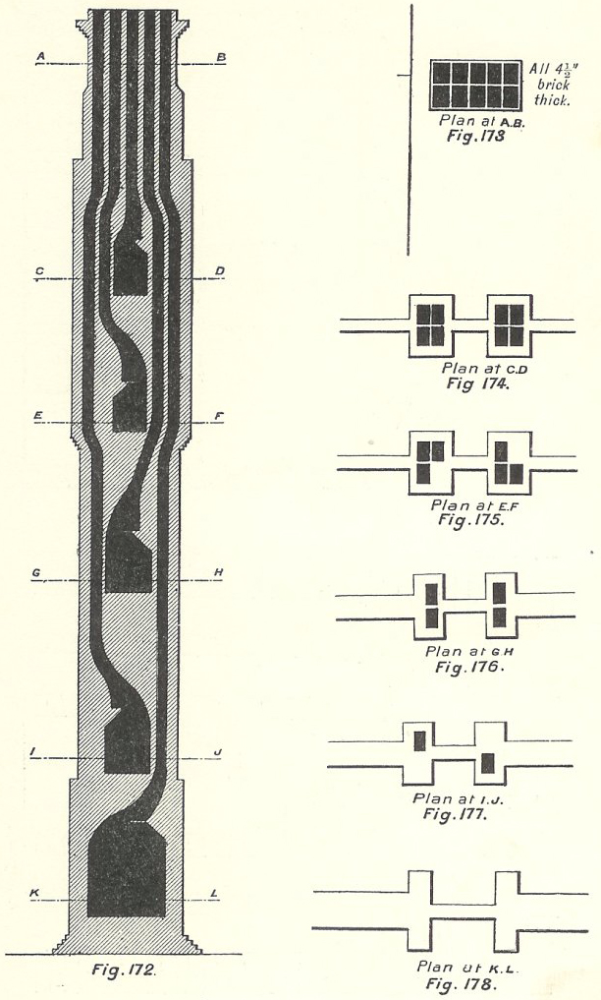 A B
C D
E F
G H
I J
K L
Fig. 172.
All 4½"
brick
thick.
Plan at A.B.
Fig. 173
Plan at C.D
Fig 174.
Plan at E.F
Fig. 175.
Plan at G.H
Fig. 176.
Plan at I.J.
Fig. 177.
Plan at K.L.
Fig. 178.